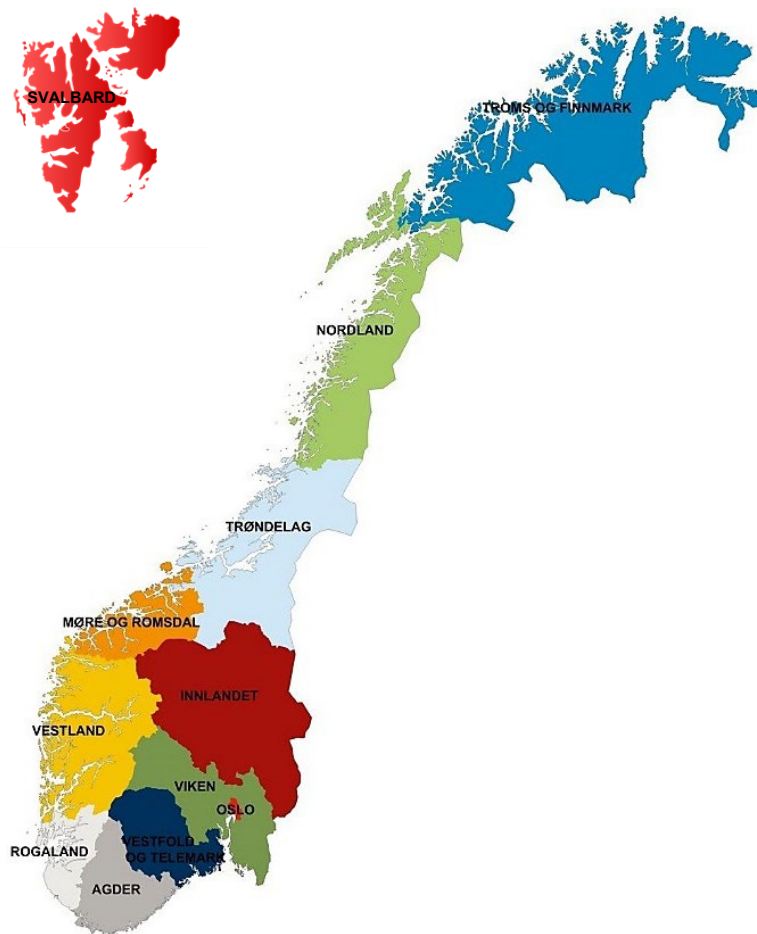 SVALBARD
TROMS OG FINNMARK
NORDLAND
TRØNDELAG
MØRE OG ROMSDAL
INNLANDET
VESTLAND
VIKEN
OSLO
VESTFOLD
OG TELEMARK
ROGALAND
AGDER